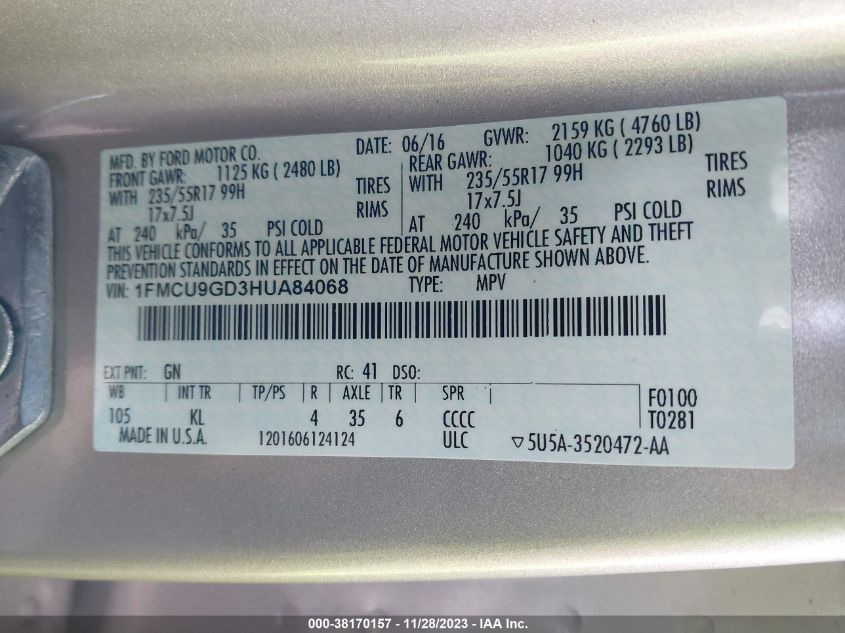 MFD. BY FORD MOTOR CO.
DATE: 06/16 GVWR: 2159 KG ( 4760 LB)
FRONT GAWR: 1125 KG ( 2480 LB)
REAR GAWR: 1040 KG ( 2293 LB)
WITH 235/55R17 99H TIRES
WITH 235/55R17 99H TIRES
17x7.5J RIMS
17x7.5J RIMS
AT 240 kPa/ 35 PSI COLD
AT 240 kPa/ 35 PSI COLD
THIS VEHICLE CONFORMS TO ALL APPLICABLE FEDERAL MOTOR VEHICLE SAFETY AND THEFT
PREVENTION STANDARDS IN EFFECT ON THE DATE OF MANUFACTURE SHOWN ABOVE.
VIN: 1FMCU9GD3HUA84068 TYPE: MPV
EXT PNT: GN RC: 41 DSO:
WB INT TR TP/PS R AXLE TR SPR F0100
105 KL 4 35 6 CCCC T0281
MADE IN U.S.A. 1201606124124 ULC ▽5U5A-3520472-AA
000-38170157 - 11/28/2023 - IAA Inc.